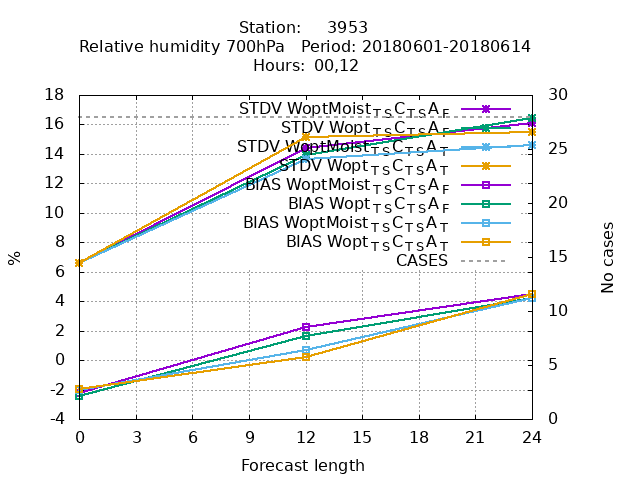 Station: 3953
Relative humidity 700hPa Period: 20180601-20180614
Hours: 00,12
18
16
14
12
10
8
6
4
2
0
-2
-4
%
30
25
20
15
10
5
0
No cases
STDV WoptMoistTSCTSAF
STDV WoptTSCTSAF
STDV WoptMoistTSCTSAT
STDV WoptTSCTSAT
BIAS WoptMoistTSCTSAF
BIAS WoptTSCTSAF
BIAS WoptMoistTSCTSAT
BIAS WoptTSCTSAT
CASES
0 3 6 9 12 15 18 21 24
Forecast length